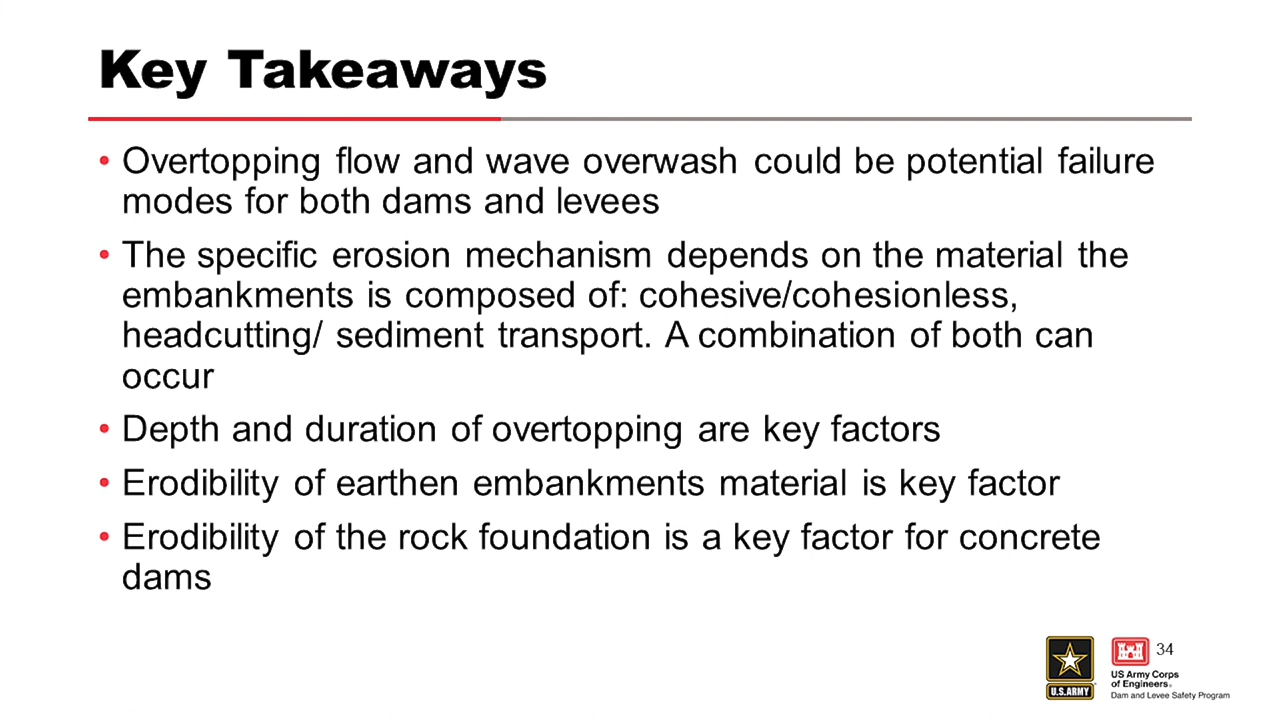 Key Takeaways
• Overtopping flow and wave overwash could be potential failure
modes for both dams and levees
• The specific erosion mechanism depends on the material the
embankments is composed of: cohesive/cohesionless,
headcutting/ sediment transport. A combination of both can
occur
• Depth and duration of overtopping are key factors
• Erodibility of earthen embankments material is key factor
• Erodibility of the rock foundation is a key factor for concrete
dams
34
U.S.ARMY
US Army Corps
of Engineers®
Dam and Levee Safety Program